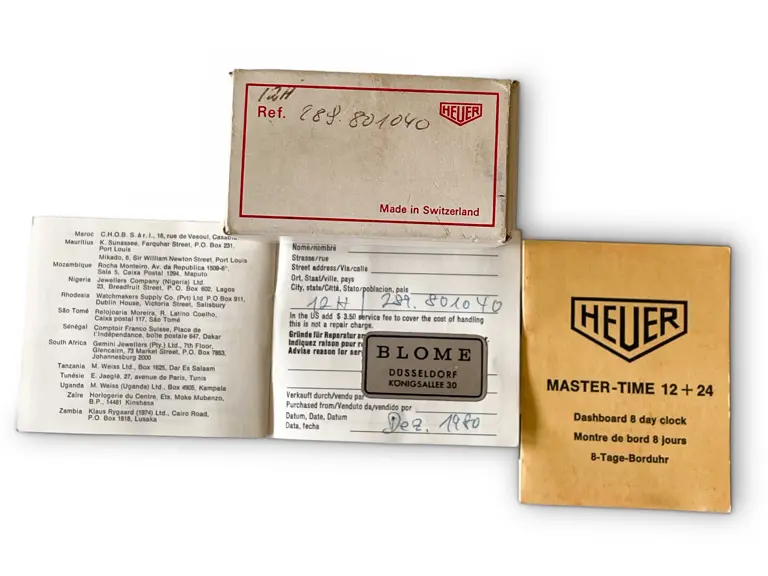 12H
Ref. 289.801040
HEUER
Made in Switzerland
Maroc C.H.O.B. S.à r.l., 18, rue de Vesoul, Casabl
Mauritius K. Sunassee, Farquhar Street, P.O. Box 231,
Port Louis
Mikado, 6, Sir William Newton Street, Port Louis
Mozambique Rocha Monteiro, Av. da Republica 1509-6°,
Sala 5, Caixa Postal 1294, Maputo
Nigeria Jewellers Company (Nigeria) Ltd.
23, Breadfruit Street, P.O. Box 602, Lagos
Rhodesia Watchmakers Supply Co. (Pvt) Ltd. P.O Box 911,
Dublin House, Victoria Street, Salisbury
São Tomé Relojoaria Moreira, R. Latino Coelho,
Caixa postal 117, São Tomé
Sénégal Comptoir Franco Suisse, Place de
l'Indépendance, boîte postale 647, Dakar
South Africa Gemini Jewellers (Pty.) Ltd., 7th Floor,
Glencairn, 73 Market Street, P.O. Box 7863,
Johannesburg 2000
Tanzania M. Weiss Ltd., Box 1625, Dar Es Salaam
Tunésie E. Jaeglé, 27, avenue de Paris, Tunis
Uganda M. Weiss (Uganda) Ltd., Box 4905, Kampala
Zaïre Horlogerie du Centre, Ets. Moke Mubenzo,
B.P., 14481 Kinshasa
Zambia Klaus Rygaard (1974) Ltd., Cairo Road,
P.O. Box 1818, Lusaka
Name/nombre
Strasse/rue
Street address/Via/calle
Ort, Staat/ville, pays
City, state/Città, Stato/poblacion, pais
12H 289.801040
In the US add $ 3.50 service fee to cover the cost of handling
this is not a repair charge.
Gründe für Reparatur an
Indiquez raison pour re
Advise reason for ser
BLOME
DÜSSELDORF
KÖNIGSALLEE 30
Verkauft durch/vendu par
Purchased from/Venduto da/vendido por
Datum, Date, Datum
Data, fecha
Dez. 1980
HEUER
MASTER-TIME 12 + 24
Dashboard 8 day clock
Montre de bord 8 jours
8-Tage-Borduhr